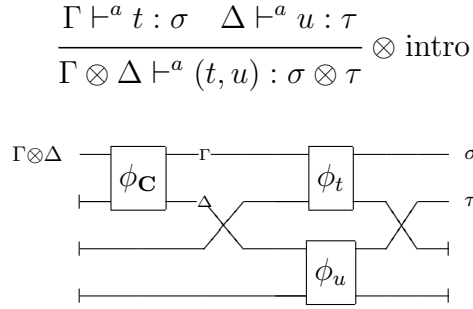 Γ ⊢ᵃ t : σ    Δ ⊢ᵃ u : τ
Γ ⊗ Δ ⊢ᵃ (t, u) : σ ⊗ τ ⊗ intro
Γ⊗Δ ϕ_C Γ ϕ_t σ
Δ τ
ϕ_u